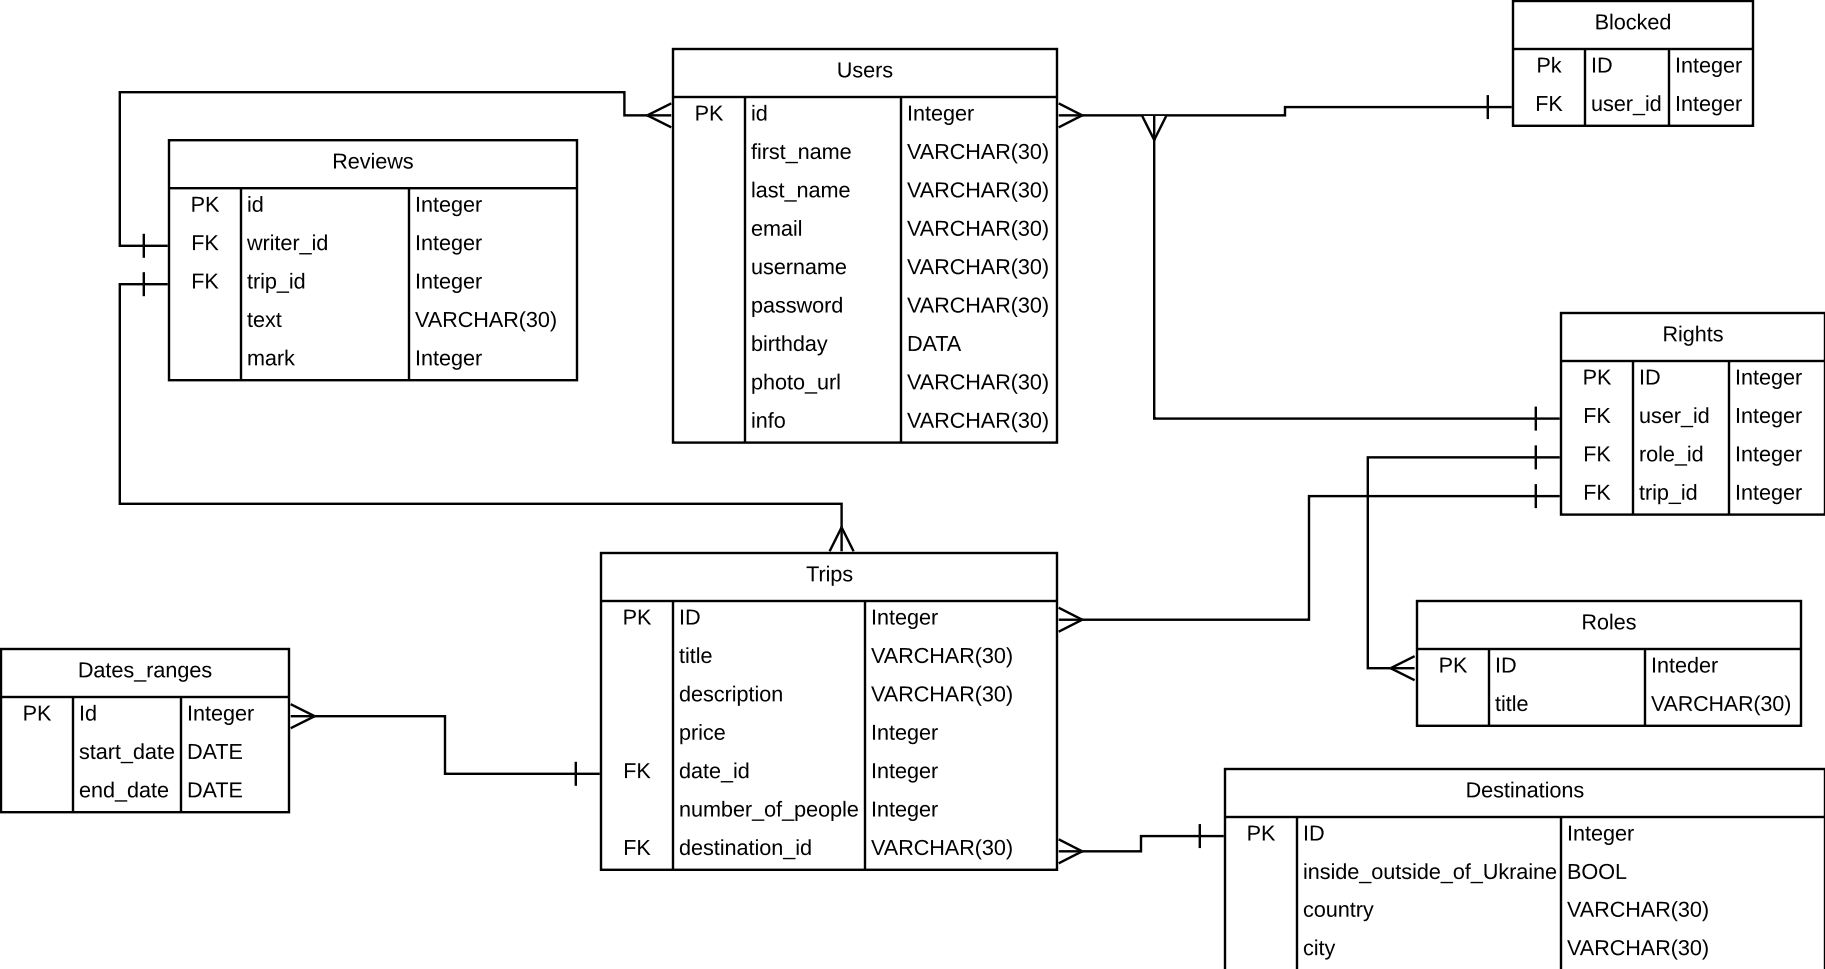 Blocked
Pk ID Integer
FK user_id Integer
Users
PK id Integer
first_name VARCHAR(30)
last_name VARCHAR(30)
email VARCHAR(30)
username VARCHAR(30)
password VARCHAR(30)
birthday DATA
photo_url VARCHAR(30)
info VARCHAR(30)
Reviews
PK id Integer
FK writer_id Integer
FK trip_id Integer
text VARCHAR(30)
mark Integer
Rights
PK ID Integer
FK user_id Integer
FK role_id Integer
FK trip_id Integer
Trips
PK ID Integer
title VARCHAR(30)
description VARCHAR(30)
price Integer
FK date_id Integer
number_of_people Integer
FK destination_id VARCHAR(30)
Roles
PK ID Inteder
title VARCHAR(30)
Dates_ranges
PK Id Integer
start_date DATE
end_date DATE
Destinations
PK ID Integer
inside_outside_of_Ukraine BOOL
country VARCHAR(30)
city VARCHAR(30)